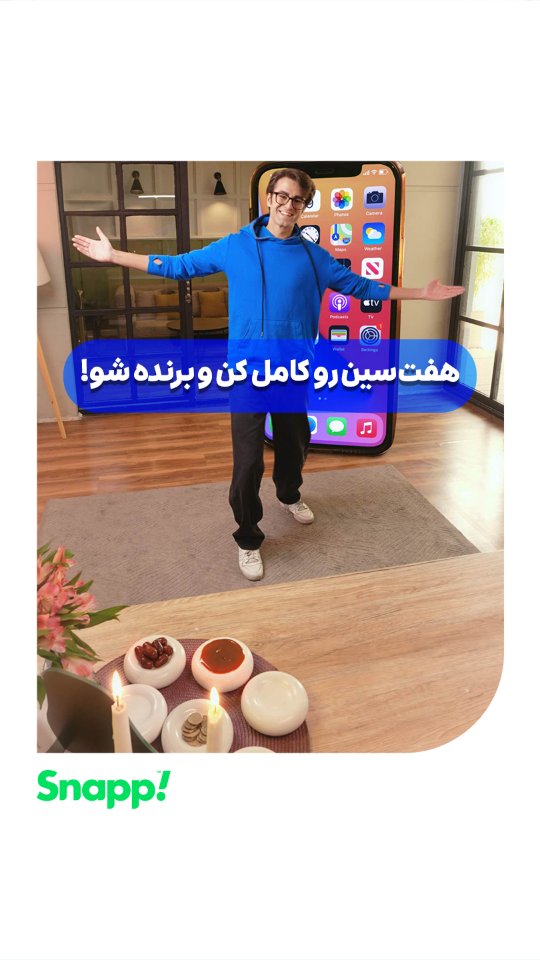 Calendar
Photos
Camera
Maps
Weather
Podcasts
TV
Wallet
Settings
هفت‌سین رو کامل کن و برنده شو!
Snapp!